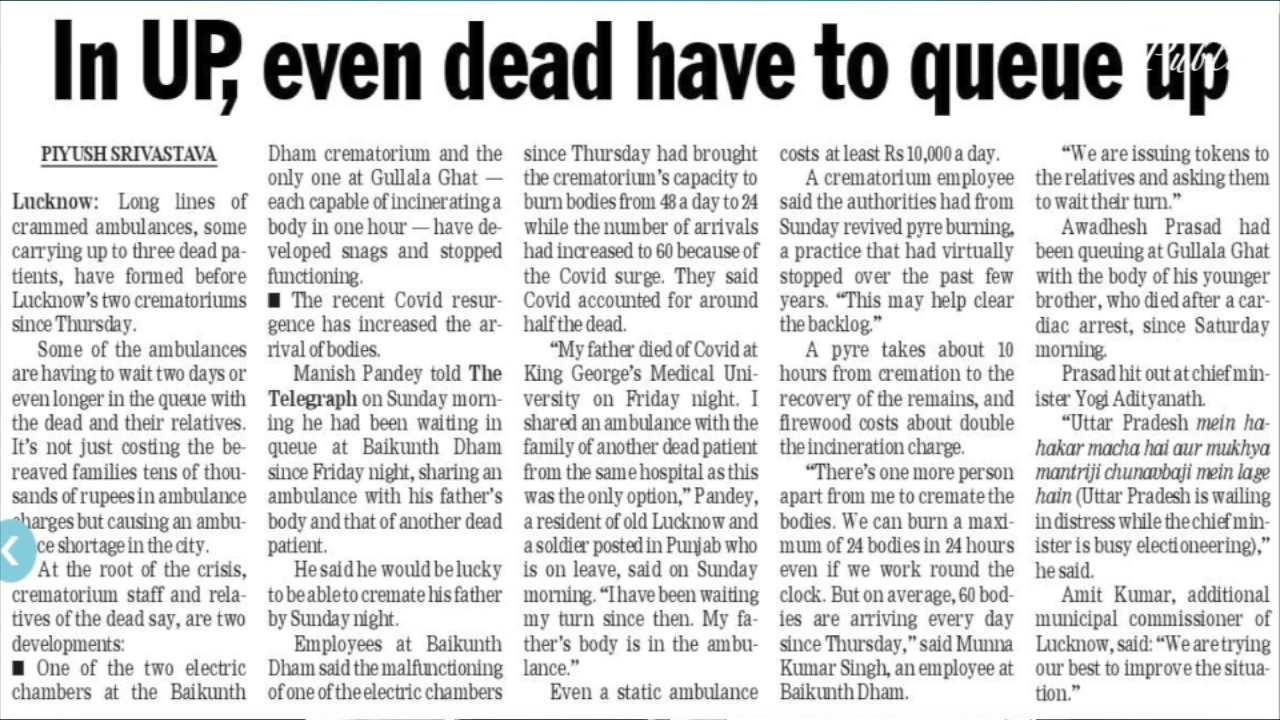 In UP, even dead have to queue up
PIYUSH SRIVASTAVA
Lucknow: Long lines of
crammed ambulances, some
carrying up to three dead pa-
tients, have formed before
Lucknow's two crematoriums
since Thursday.
Some of the ambulances
are having to wait two days or
even longer in the queue with
the dead and their relatives.
It's not just costing the be-
reaved families tens of thou-
sands of rupees in ambulance
charges but causing an ambu-
ce shortage in the city.
At the root of the crisis,
crematorium staff and rela-
tives of the dead say, are two
developments:
■ One of the two electric
chambers at the Baikunth
Dham crematorium and the
only one at Gullala Ghat —
each capable of incinerating a
body in one hour — have de-
veloped snags and stopped
functioning.
■ The recent Covid resur-
gence has increased the ar-
rival of bodies.
Manish Pandey told The
Telegraph on Sunday morn-
ing he had been waiting in
queue at Baikunth Dham
since Friday night, sharing an
ambulance with his father's
body and that of another dead
patient.
He said he would be lucky
to be able to cremate his father
by Sunday night.
Employees at Baikunth
Dham said the malfunctioning
of one of the electric chambers
since Thursday had brought
the crematorium's capacity to
burn bodies from 48 a day to 24
while the number of arrivals
had increased to 60 because of
the Covid surge. They said
Covid accounted for around
half the dead.
"My father died of Covid at
King George's Medical Uni-
versity on Friday night. I
shared an ambulance with the
family of another dead patient
from the same hospital as this
was the only option," Pandey,
a resident of old Lucknow and
a soldier posted in Punjab who
is on leave, said on Sunday
morning. "I have been waiting
my turn since then. My fa-
ther's body is in the ambu-
lance."
Even a static ambulance
costs at least Rs 10,000 a day.
A crematorium employee
said the authorities had from
Sunday revived pyre burning,
a practice that had virtually
stopped over the past few
years. "This may help clear
the backlog."
A pyre takes about 10
hours from cremation to the
recovery of the remains, and
firewood costs about double
the incineration charge.
"There's one more person
apart from me to cremate the
bodies. We can burn a maxi-
mum of 24 bodies in 24 hours
even if we work round the
clock. But on average, 60 bod-
ies are arriving every day
since Thursday," said Munna
Kumar Singh, an employee at
Baikunth Dham.
"We are issuing tokens to
the relatives and asking them
to wait their turn."
Awadhesh Prasad had
been queuing at Gullala Ghat
with the body of his younger
brother, who died after a car-
diac arrest, since Saturday
morning.
Prasad hit out at chief min-
ister Yogi Adityanath.
"Uttar Pradesh mein ha-
hakar macha hai aur mukhya
mantriji chunavbaji mein lage
hain (Uttar Pradesh is wailing
in distress while the chief min-
ister is busy electioneering),"
he said.
Amit Kumar, additional
municipal commissioner of
Lucknow, said: "We are trying
our best to improve the situa-
tion."